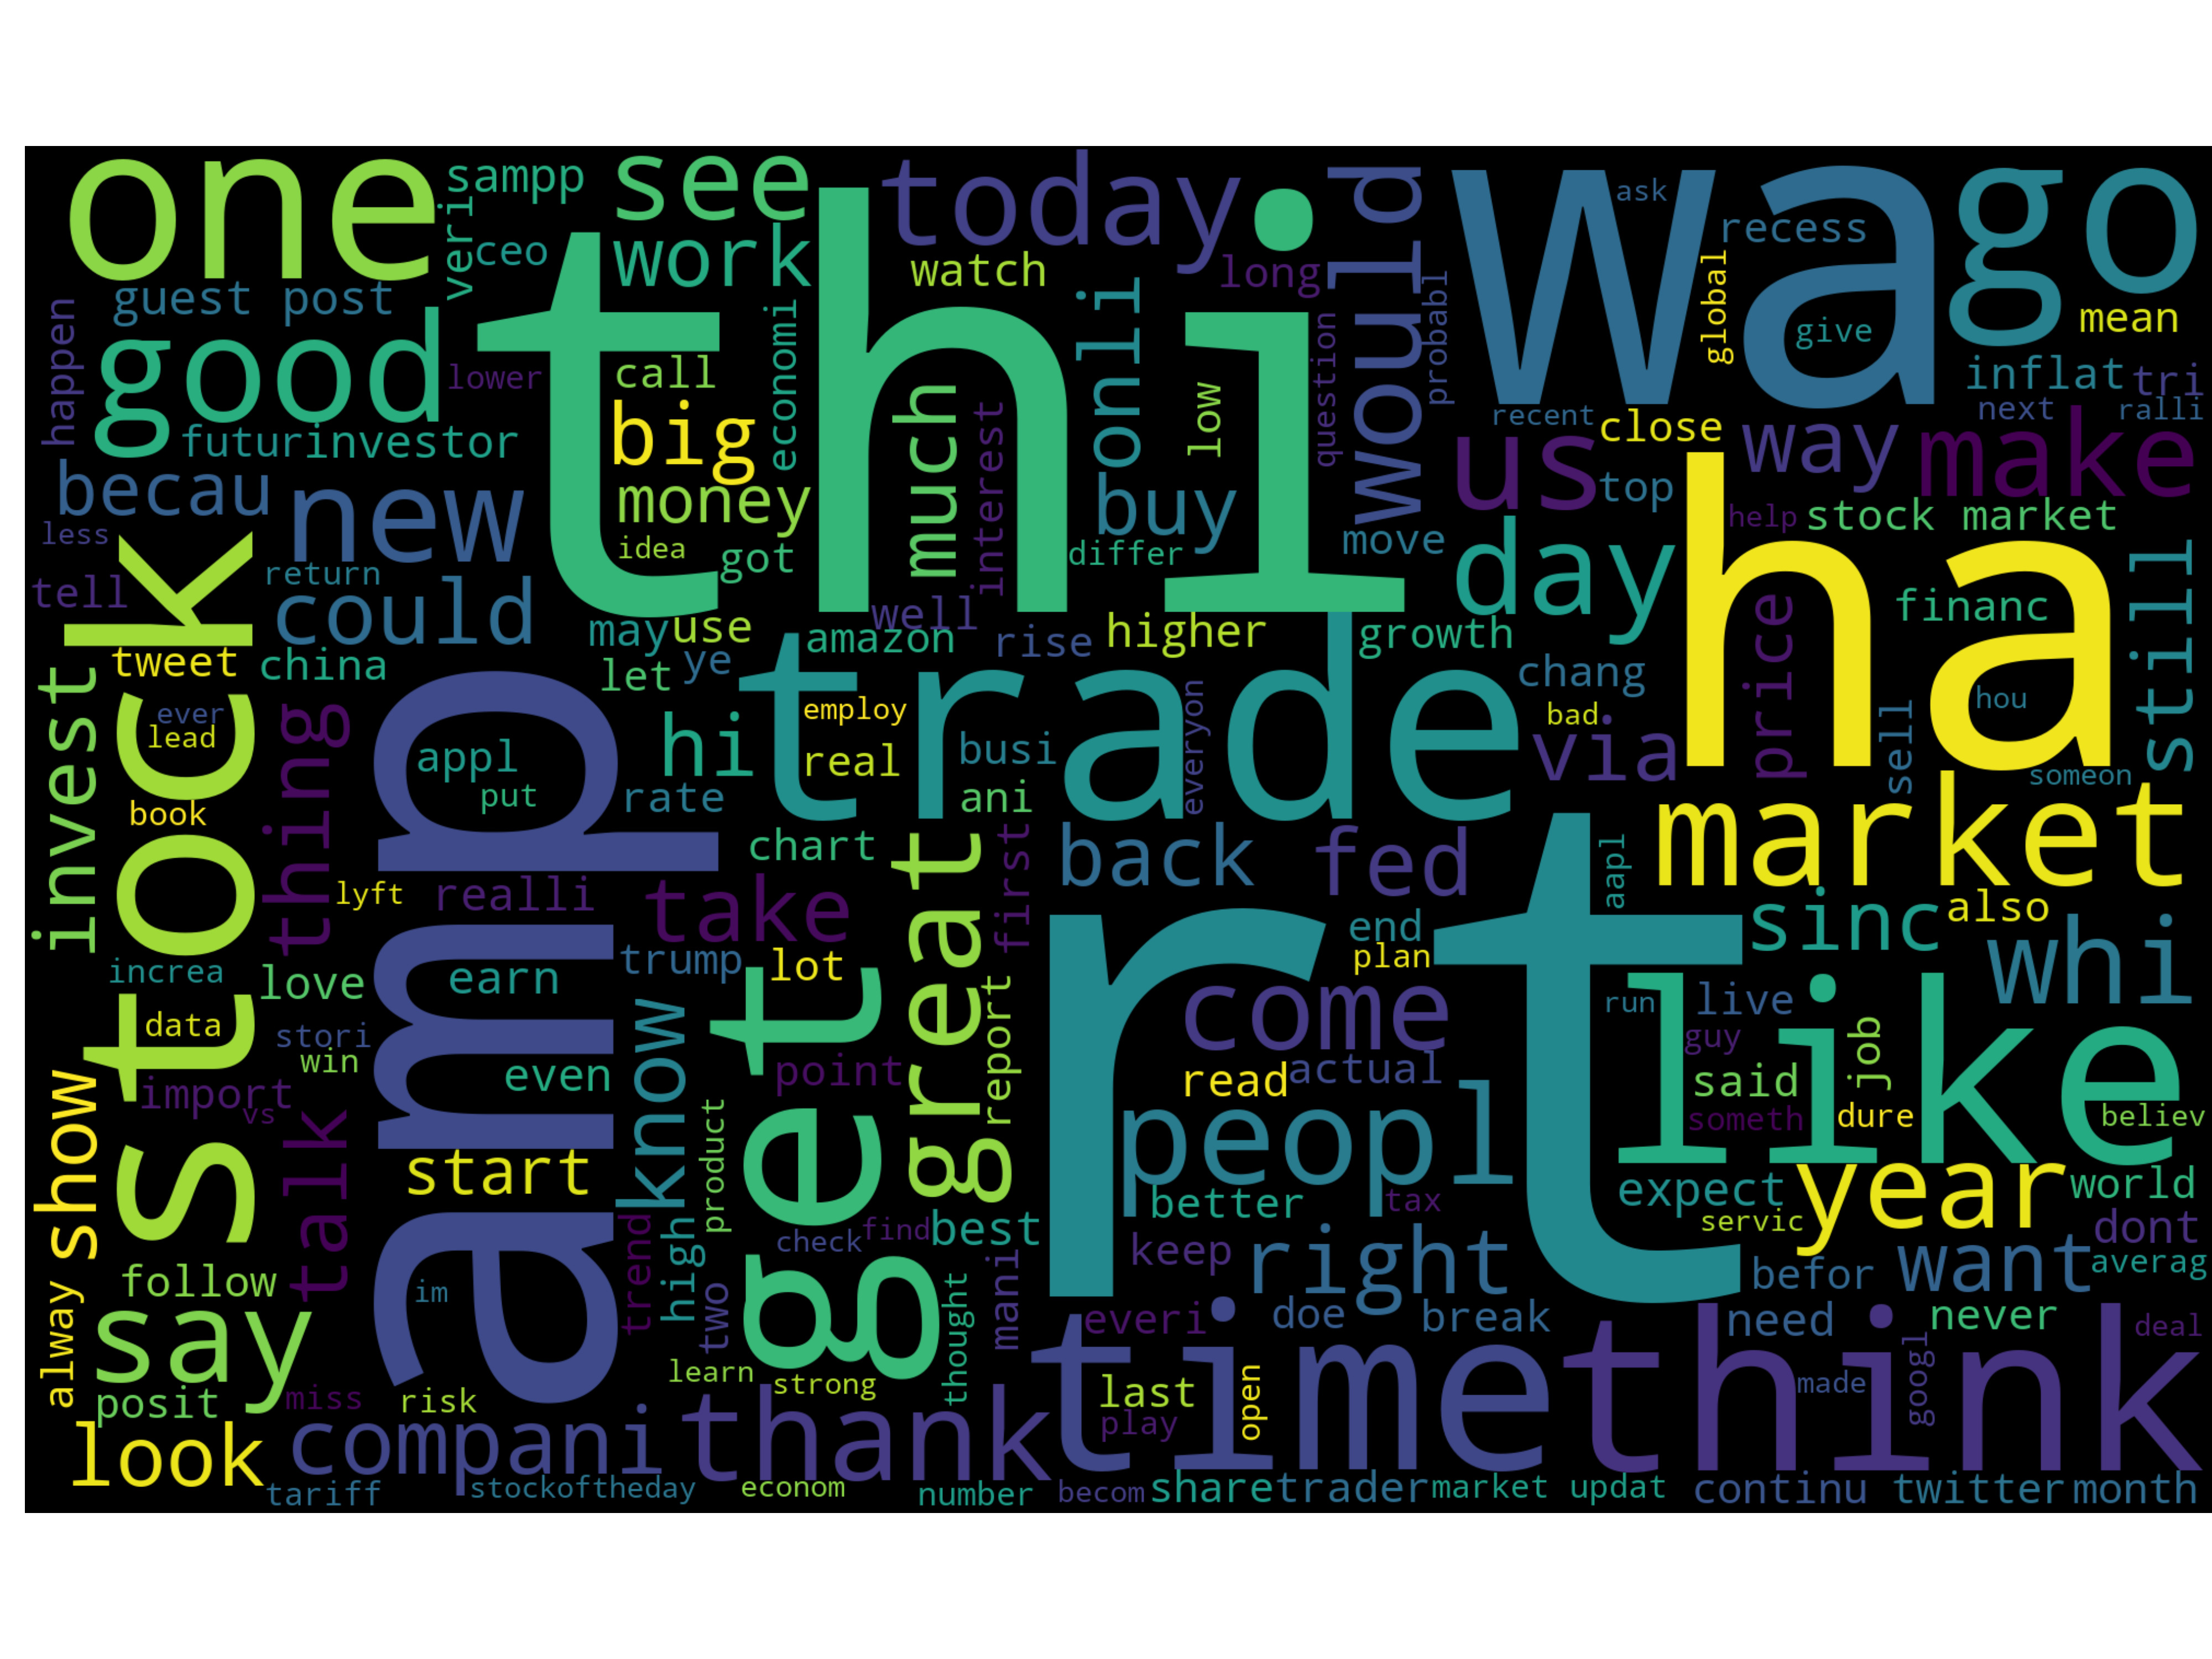 one
sampp
see
today
would
wa
ask
go
veri
ceo
work
watch
long
recess
guest post
thi
onli
probabl
global
give
mean
happen
good
lower
call
economi
much
low
question
inflat
tri
futur
investor
big
interest
recent
close
way
next
ralli
make
becau
new
money
buy
us
top
help
stock market
less
idea
got
differ
move
day
ha
still
tell
return
could
may
use
well
amazon
rise
higher
growth
price
financ
stock
tweet
china
let
ye
trade
chang
invest
ever
lead
thing
amp
appl
put
hi
employ
real
busi
everyon
bad
via
sell
hou
someon
book
rate
ani
chart
great
first
back
fed
rt
aapl
market
lyft
realli
take
sinc
also
whi
increa
love
earn
trump
lot
get
end
plan
like
data
stori
win
know
report
come
run
live
guy
job
import
vs
even
point
read
actual
said
someth
dure
believ
show
talk
start
product
peopl
expect
year
world
better
tax
servic
dont
trend
high
check
find
best
keep
right
befor
want
averag
follow
im
two
thought
mani
everi
doe
break
need
never
deal
alway
say
learn
strong
time
think
made
googl
posit
miss
risk
last
play
open
look
compani
thank
tariff
stockoftheday
econom
number
becom
share
trader
market updat
continu
twitter
month